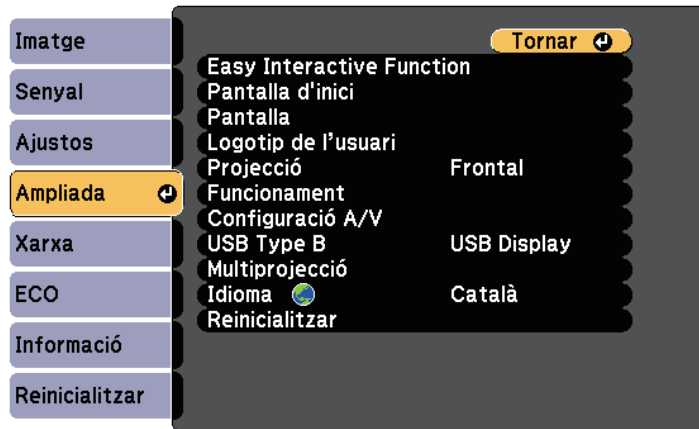 Imatge
Senyal
Ajustos
Ampliada
Xarxa
ECO
Informació
Reinicialitzar
Tornar
Easy Interactive Function
Pantalla d'inici
Pantalla
Logotip de l’usuari
Projecció Frontal
Funcionament
Configuració A/V
USB Type B USB Display
Multiprojecció
Idioma Català
Reinicialitzar